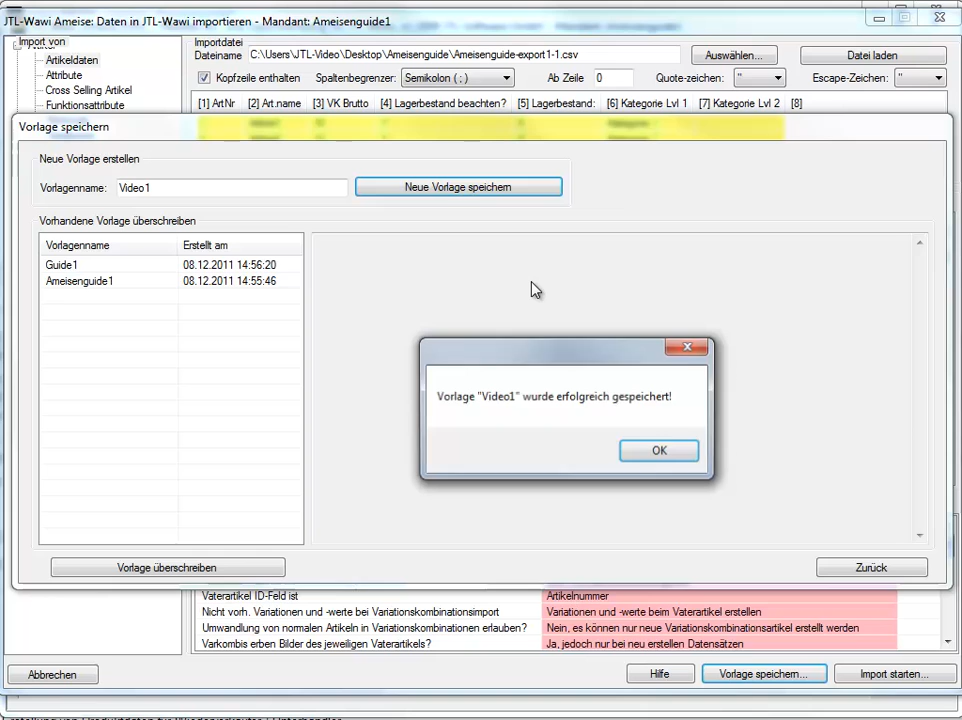 JTL-Wawi Ameise: Daten in JTL-Wawi importieren - Mandant: Ameisenguide1
Import von
Artikeldaten
Attribute
Cross Selling Artikel
Funktionsattribute
Importdatei
Dateiname C:\Users\JTL-Video\Desktop\Ameisenguide\Ameisenguide-export1-1.csv Auswählen... Datei laden
Kopfzeile enthalten Spaltenbegrenzer: Semikolon ( ; ) Ab Zeile 0 Quote-zeichen: " Escape-Zeichen: "
[1] ArtNr [2] Art.name [3] VK Brutto [4] Lagerbestand beachten? [5] Lagerbestand: [6] Kategorie Lvl 1 [7] Kategorie Lvl 2 [8]
Vorlage speichern
Neue Vorlage erstellen
Vorlagenname: Video1 Neue Vorlage speichern
Vorhandene Vorlage überschreiben
Vorlagenname Erstellt am
Guide1 08.12.2011 14:56:20
Ameisenguide1 08.12.2011 14:55:46
Vorlage "Video1" wurde erfolgreich gespeichert!
OK
Vorlage überschreiben Zurück
Vaterartikel ID-Feld ist Artikelnummer
Nicht vorh. Variationen und -werte bei Variationskombinationsimport Variationen und -werte beim Vaterartikel erstellen
Umwandlung von normalen Artikeln in Variationskombinationen erlauben? Nein, es können nur neue Variationskombinationsartikel erstellt werden
Varkombis erben Bilder des jeweiligen Vaterartikels? Ja, jedoch nur bei neu erstellen Datensätzen
Abbrechen Hilfe Vorlage speichern... Import starten...